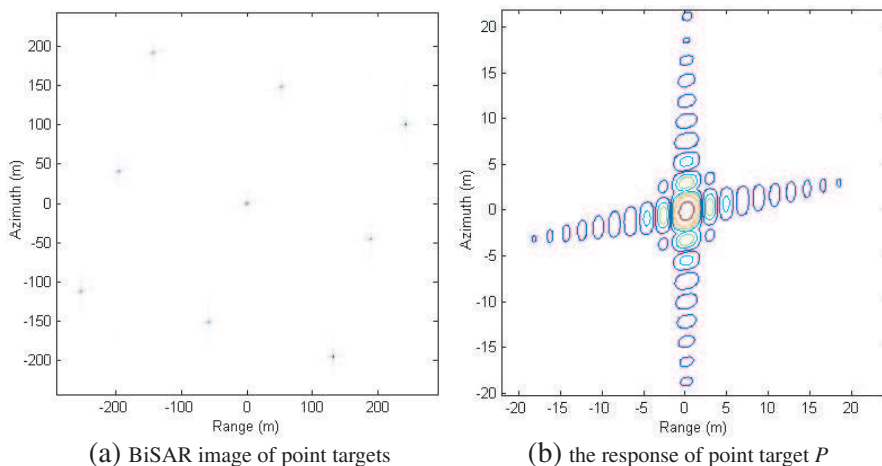 200
150
100
50
0
-50
-100
-150
-200
Azimuth (m)
-200 -100 0 100 200
Range (m)
(a) BiSAR image of point targets
20
15
10
5
0
-5
-10
-15
-20
Azimuth (m)
-20 -15 -10 -5 0 5 10 15 20
Range (m)
(b) the response of point target P